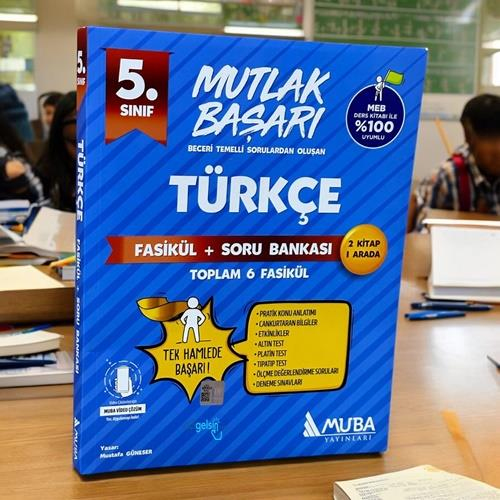 5.
SINIF
MUTLAK
BAŞARI
BECERİ TEMELLİ SORULARDAN OLUŞAN
MEB
DERS KİTABI İLE
%100
UYUMLU
TÜRKÇE
FASİKÜL + SORU BANKASI
2 KİTAP
1 ARADA
TOPLAM 6 FASİKÜL
TEK HAMLEDE
BAŞARI!
• PRATİK KONU ANLATIMI
• CANKURTARAN BİLGİLER
• ETKİNLİKLER
• ALTIN TEST
• PLATİN TEST
• TIPATIP TEST
• ÖLÇME DEĞERLENDİRME SORULARI
• DENEME SINAVLARI
gelsin
MUBA VİDEO ÇÖZÜM
Yazar:
Mustafa GÜNESER
MUBA
YAYINLARI
5.
SINIF
TÜRKÇE
FASİKÜL + SORU BANKASI